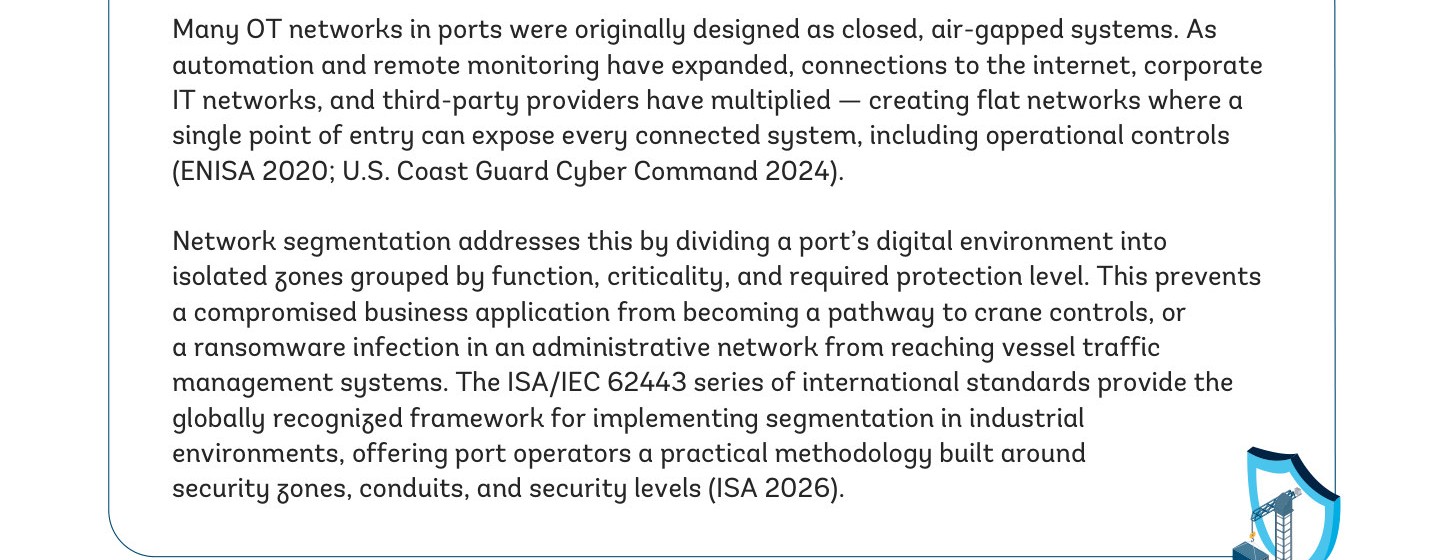 Many OT networks in ports were originally designed as closed, air-gapped systems. As
automation and remote monitoring have expanded, connections to the internet, corporate
IT networks, and third-party providers have multiplied — creating flat networks where a
single point of entry can expose every connected system, including operational controls
(ENISA 2020; U.S. Coast Guard Cyber Command 2024).
Network segmentation addresses this by dividing a port’s digital environment into
isolated zones grouped by function, criticality, and required protection level. This prevents
a compromised business application from becoming a pathway to crane controls, or
a ransomware infection in an administrative network from reaching vessel traffic
management systems. The ISA/IEC 62443 series of international standards provide the
globally recognized framework for implementing segmentation in industrial
environments, offering port operators a practical methodology built around
security zones, conduits, and security levels (ISA 2026).